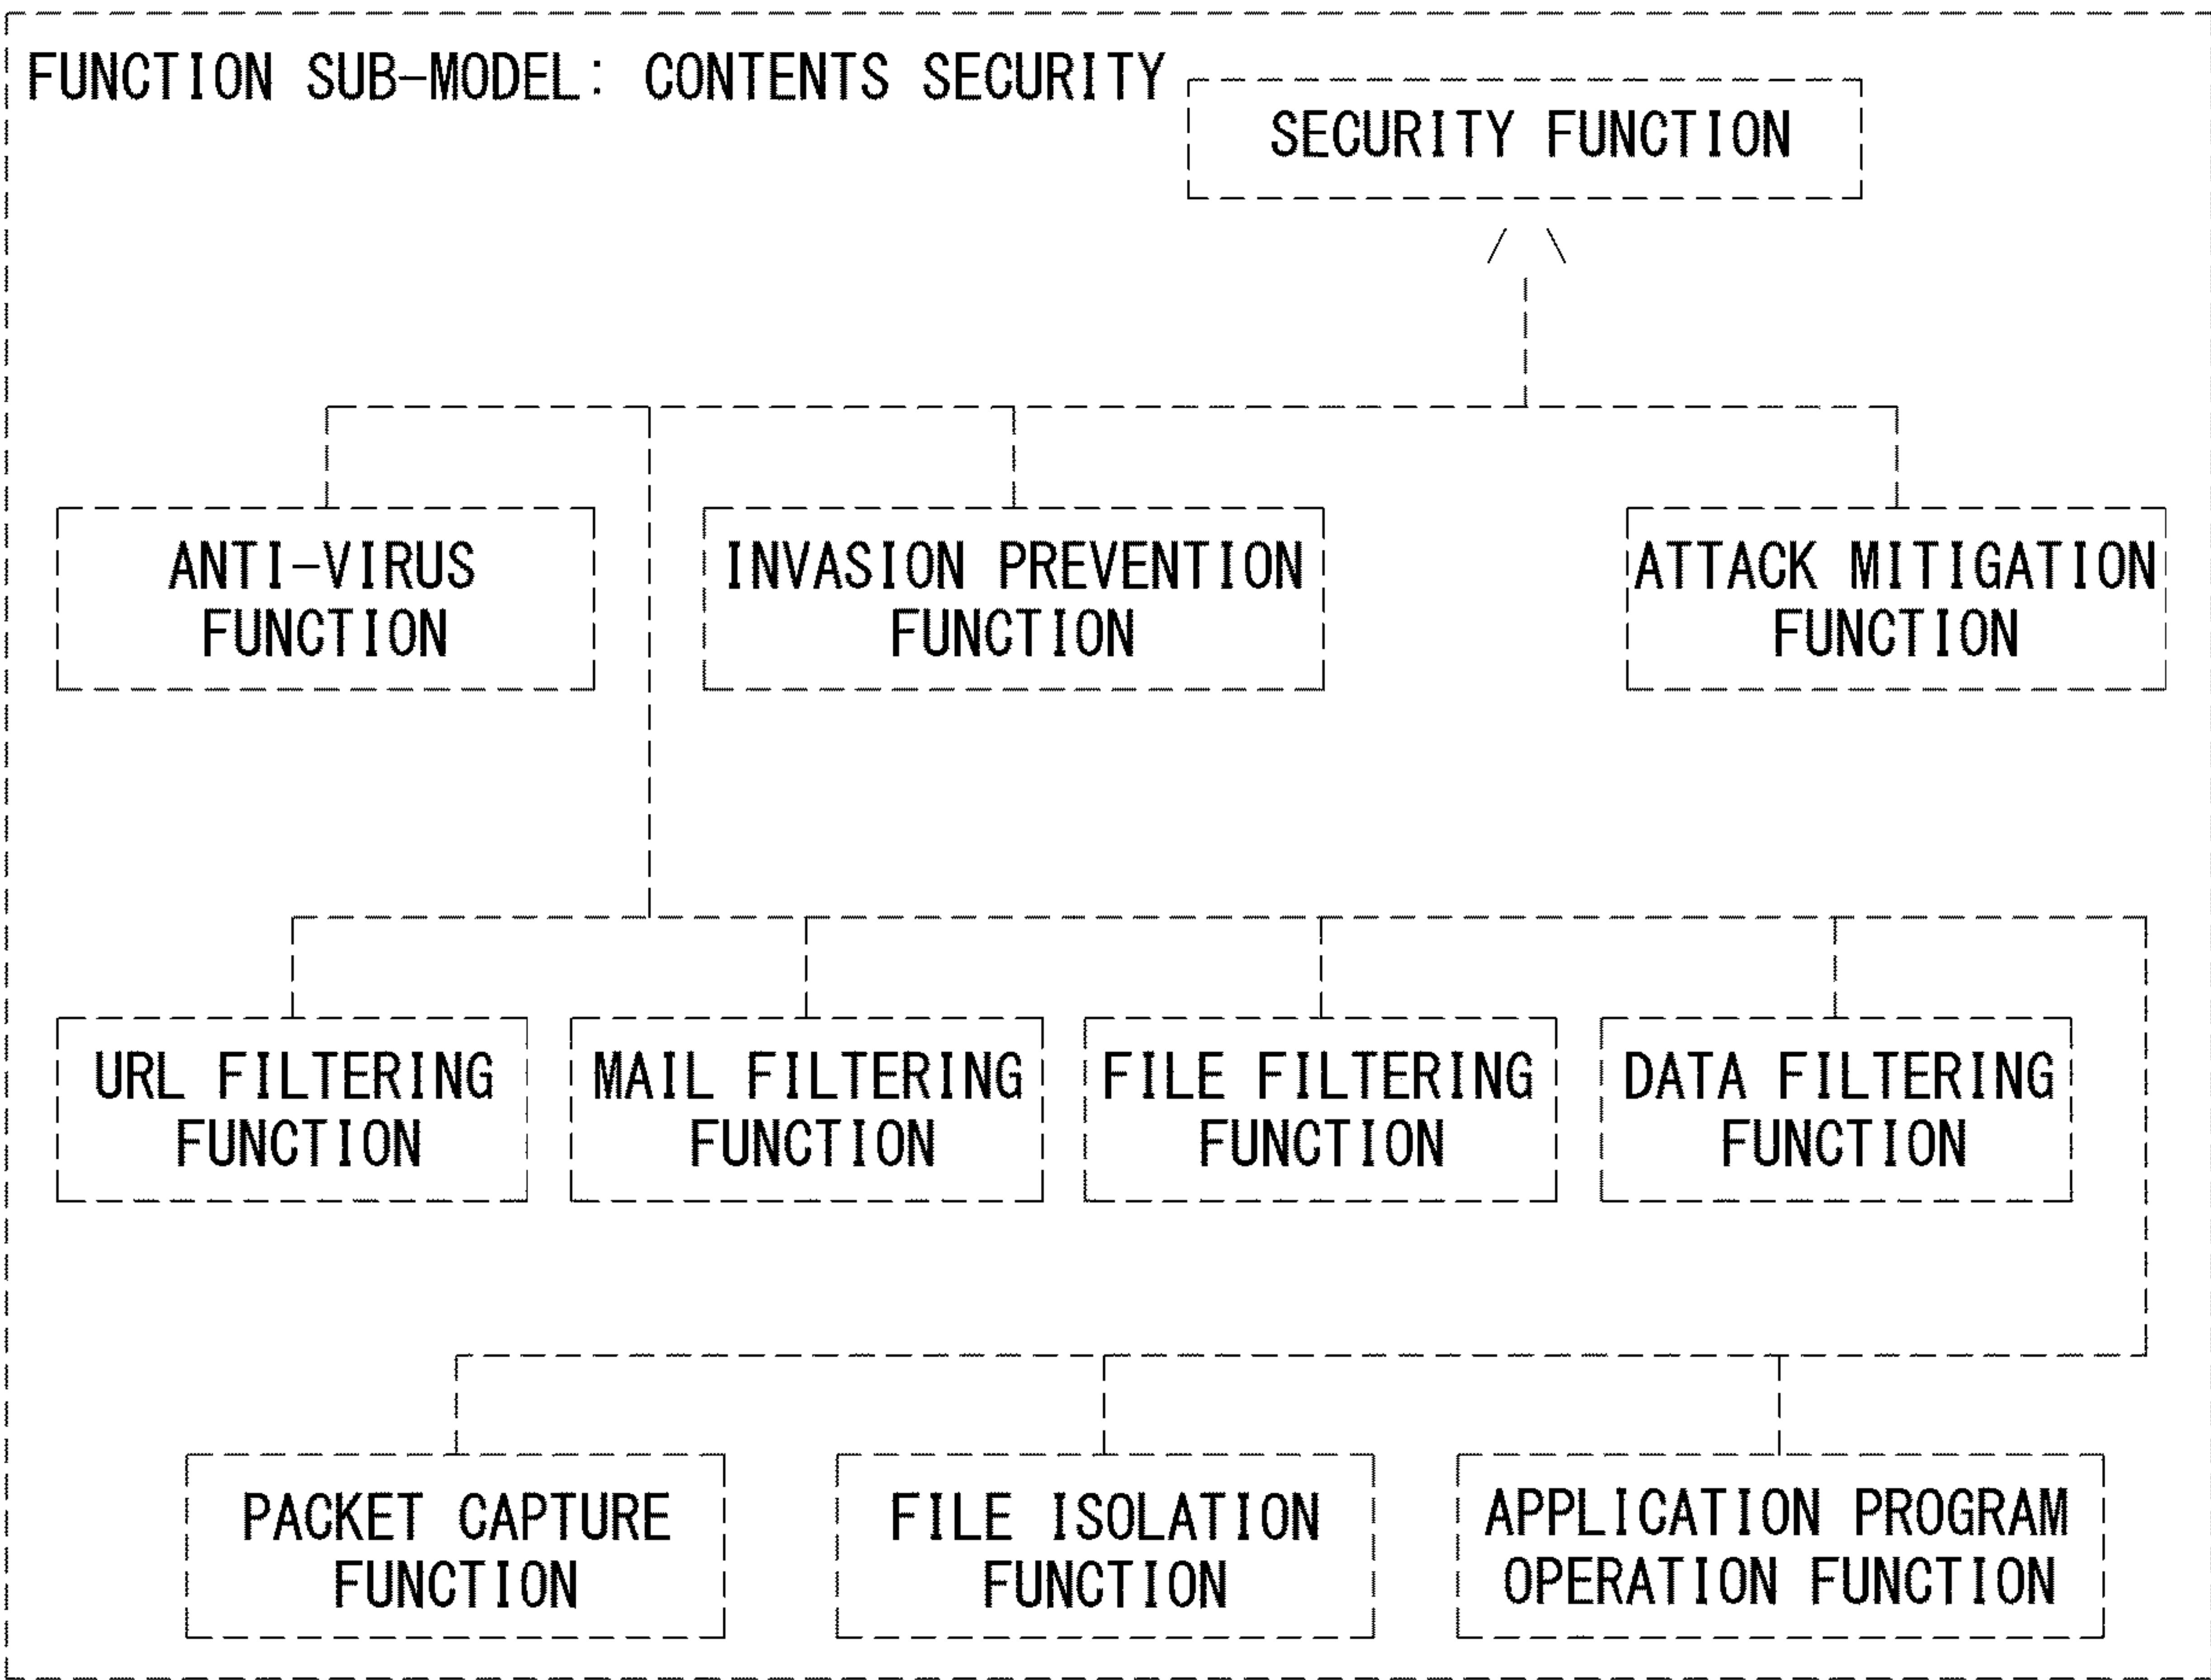 FUNCTION SUB-MODEL: CONTENTS SECURITY
SECURITY FUNCTION
ANTI-VIRUS
FUNCTION
INVASION PREVENTION
FUNCTION
ATTACK MITIGATION
FUNCTION
URL FILTERING
FUNCTION
MAIL FILTERING
FUNCTION
FILE FILTERING
FUNCTION
DATA FILTERING
FUNCTION
PACKET CAPTURE
FUNCTION
FILE ISOLATION
FUNCTION
APPLICATION PROGRAM
OPERATION FUNCTION